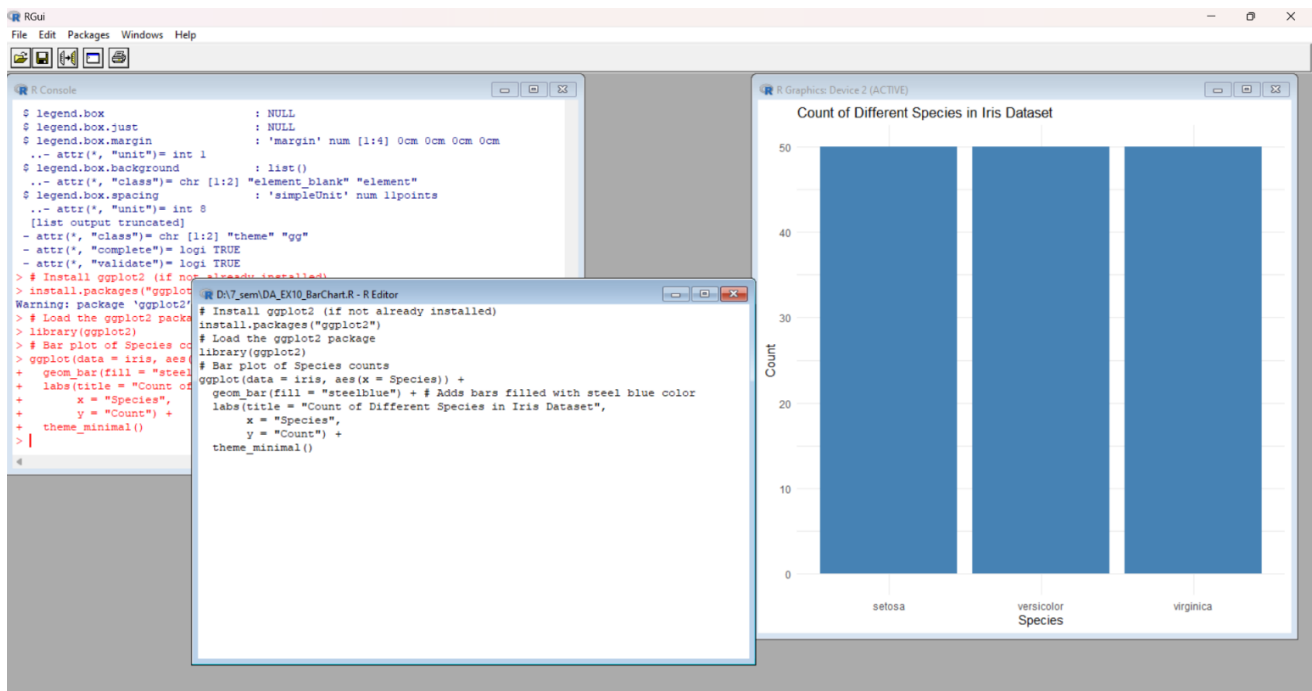 RGui
File Edit Packages Windows Help
R Console
$ legend.box : NULL
$ legend.box.just : NULL
$ legend.box.margin : 'margin' num [1:4] 0cm 0cm 0cm 0cm
..- attr(*, "unit")= int 1
$ legend.box.background : list()
..- attr(*, "class")= chr [1:2] "element_blank" "element"
$ legend.box.spacing : 'simpleUnit' num 11points
..- attr(*, "unit")= int 8
[list output truncated]
- attr(*, "class")= chr [1:2] "theme" "gg"
- attr(*, "complete")= logi TRUE
- attr(*, "validate")= logi TRUE
> # Install ggplot2 (if not already installed)
> install.packages("ggplot
Warning: package 'ggplot2'
> # Load the ggplot2 packa
> library(ggplot2)
> # Bar plot of Species co
> ggplot(data = iris, aes(
+ geom_bar(fill = "steel
+ labs(title = "Count of
+ x = "Species",
+ y = "Count") +
+ theme_minimal()
>
D:\7_sem\DA_EX10_BarChart.R - R Editor
# Install ggplot2 (if not already installed)
install.packages("ggplot2")
# Load the ggplot2 package
library(ggplot2)
# Bar plot of Species counts
ggplot(data = iris, aes(x = Species)) +
geom_bar(fill = "steelblue") + # Adds bars filled with steel blue color
labs(title = "Count of Different Species in Iris Dataset",
x = "Species",
y = "Count") +
theme_minimal()
R Graphics: Device 2 (ACTIVE)
Count of Different Species in Iris Dataset
50
40
30
20
10
0
Count
setosa versicolor virginica
Species